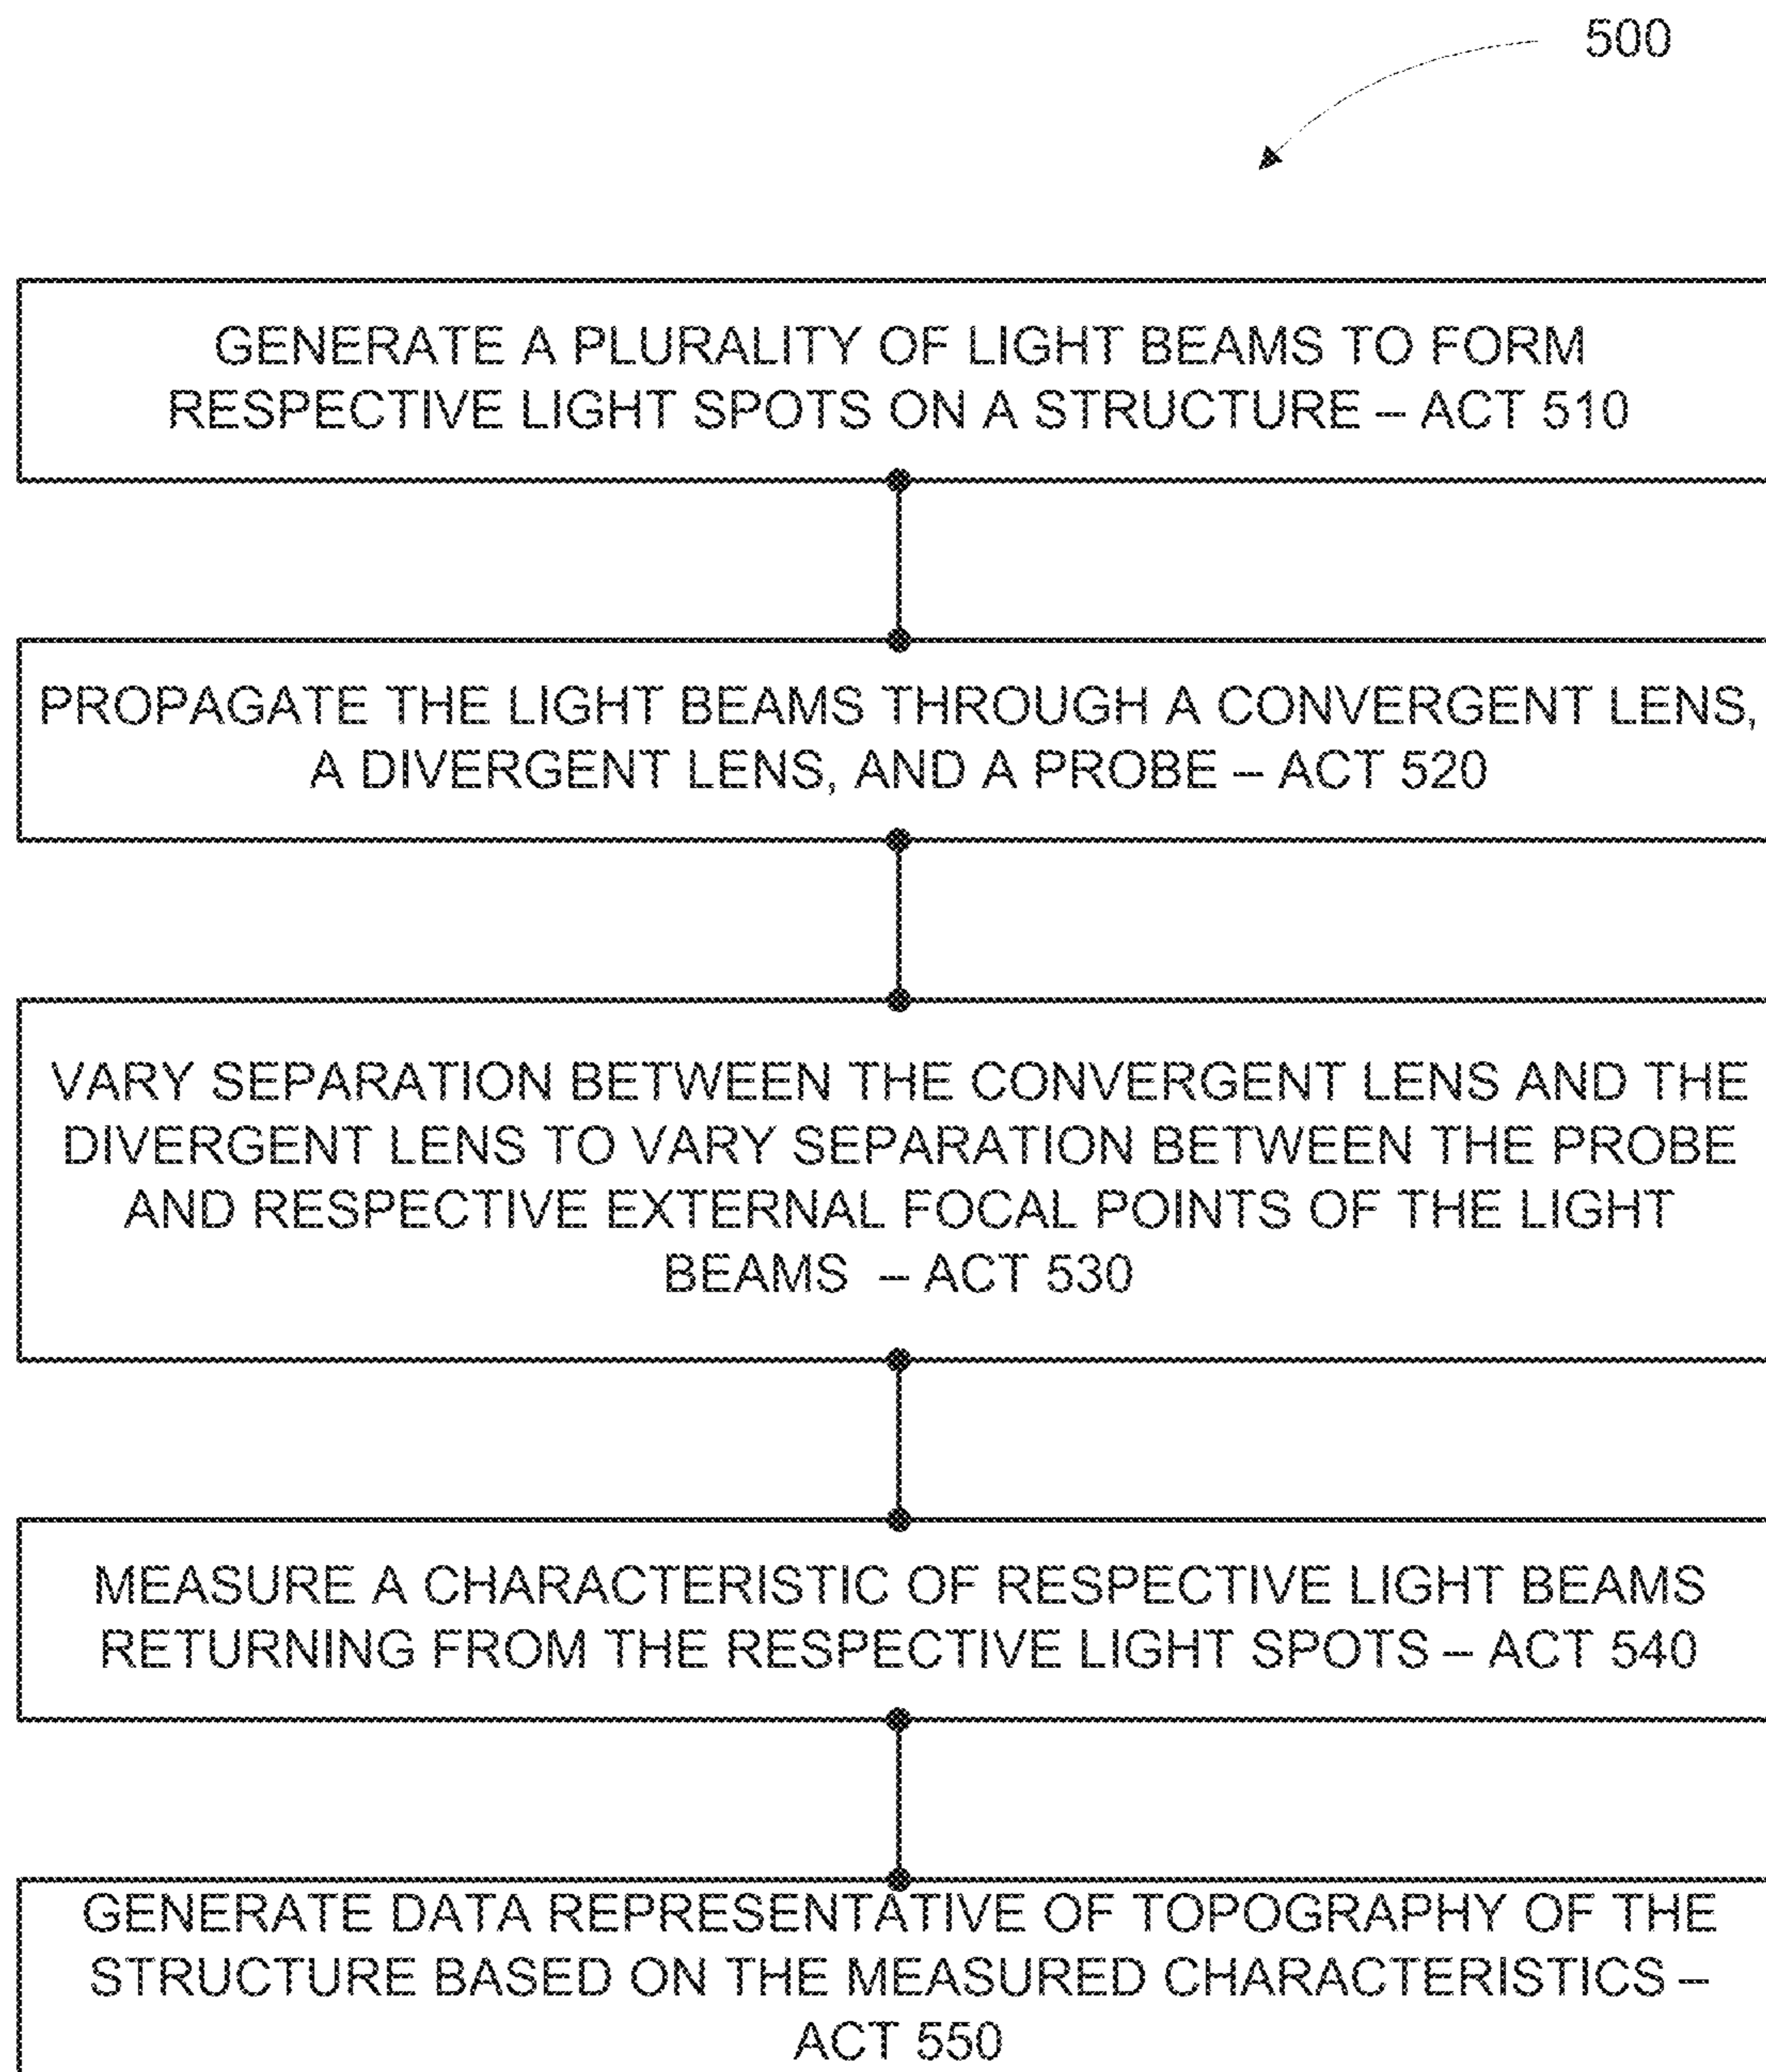 500
GENERATE A PLURALITY OF LIGHT BEAMS TO FORM
RESPECTIVE LIGHT SPOTS ON A STRUCTURE – ACT 510
PROPAGATE THE LIGHT BEAMS THROUGH A CONVERGENT LENS,
A DIVERGENT LENS, AND A PROBE – ACT 520
VARY SEPARATION BETWEEN THE CONVERGENT LENS AND THE
DIVERGENT LENS TO VARY SEPARATION BETWEEN THE PROBE
AND RESPECTIVE EXTERNAL FOCAL POINTS OF THE LIGHT
BEAMS – ACT 530
MEASURE A CHARACTERISTIC OF RESPECTIVE LIGHT BEAMS
RETURNING FROM THE RESPECTIVE LIGHT SPOTS – ACT 540
GENERATE DATA REPRESENTATIVE OF TOPOGRAPHY OF THE
STRUCTURE BASED ON THE MEASURED CHARACTERISTICS –
ACT 550